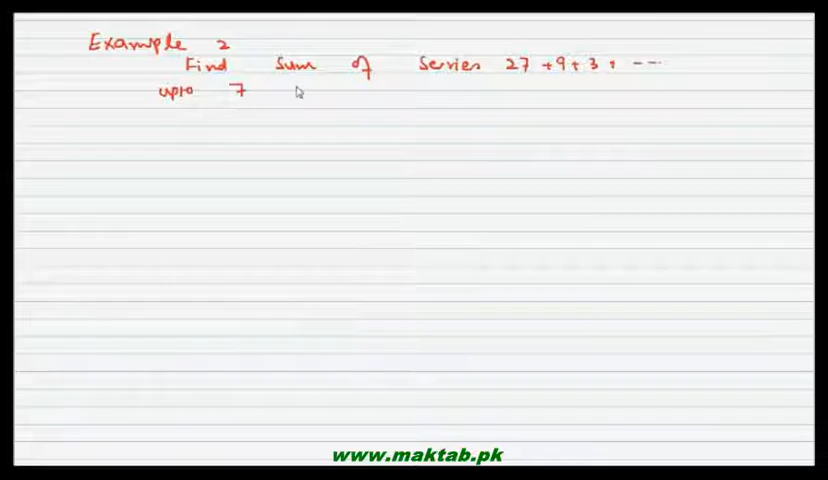 Example 2
Find Sum of Series 27 + 9 + 3 + ---
upto 7
www.maktab.pk